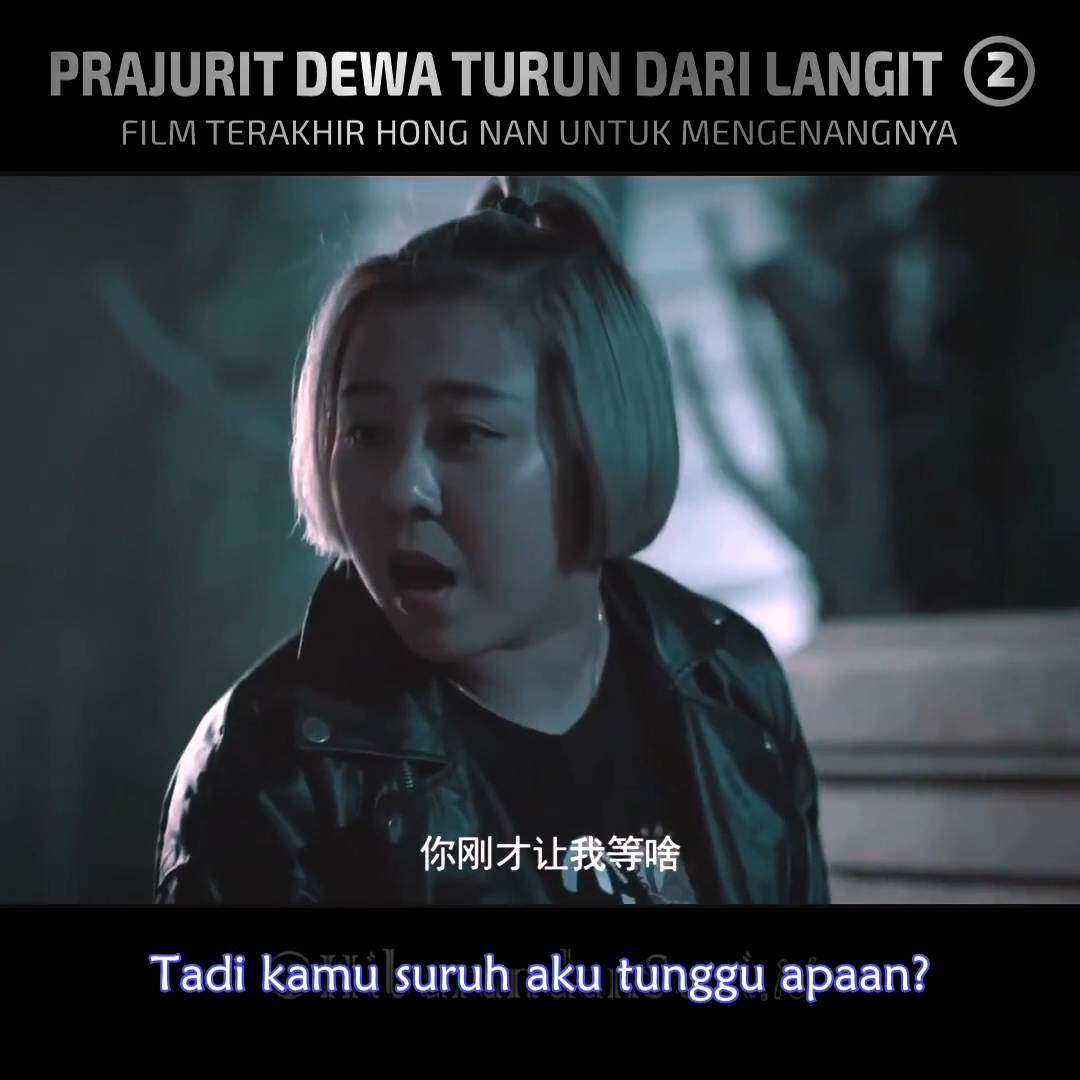 PRAJURIT DEWA TURUN DARI LANGIT ②
FILM TERAKHIR HONG NAN UNTUK MENGENANGNYA
你刚才让我等啥
Tadi kamu suruh aku tunggu apaan?